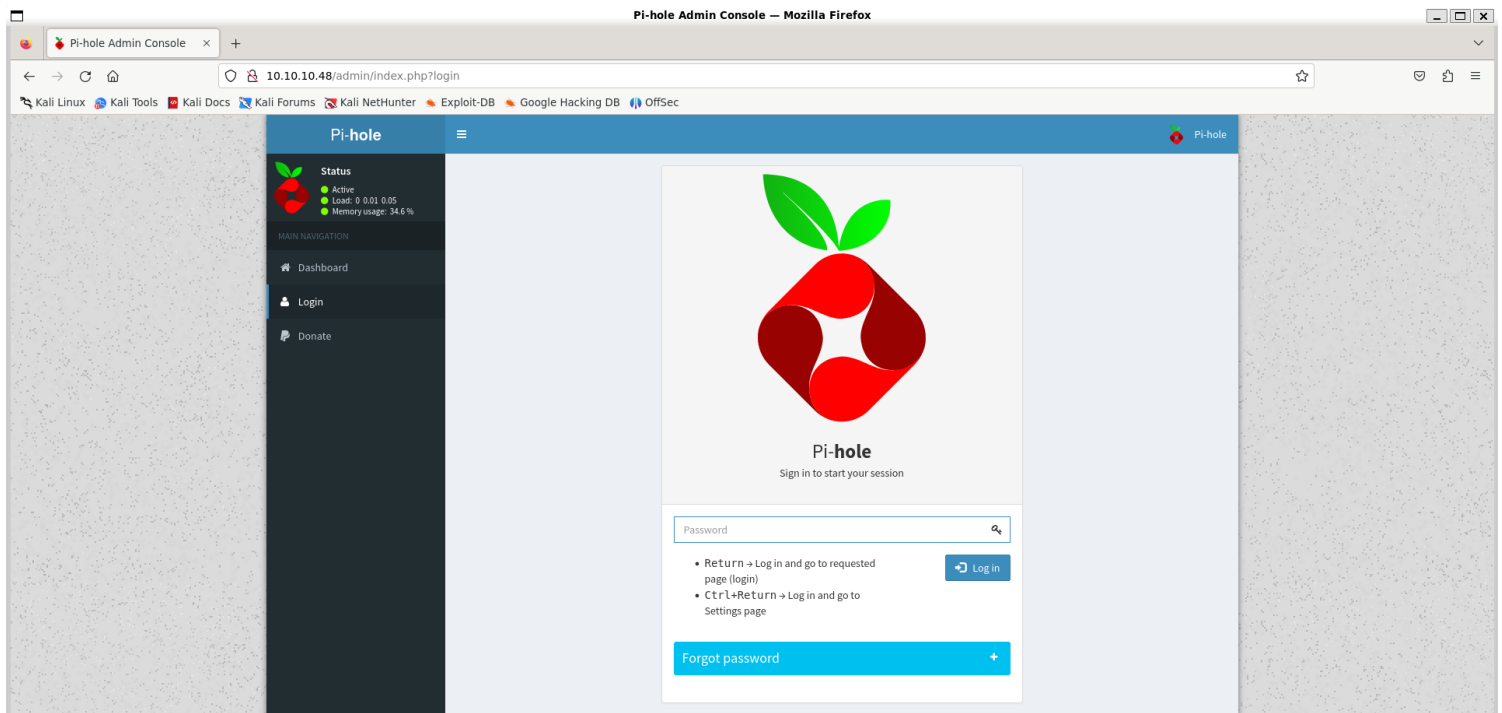 Pi-hole Admin Console — Mozilla Firefox
Pi-hole Admin Console
10.10.10.48/admin/index.php?login
Kali Linux Kali Tools Kali Docs Kali Forums Kali NetHunter Exploit-DB Google Hacking DB OffSec
Pi-hole
Pi-hole
Status
Active
Load: 0 0.01 0.05
Memory usage: 34.6 %
MAIN NAVIGATION
Dashboard
Login
Donate
Pi-hole
Sign in to start your session
Password
Return → Log in and go to requested
page (login)
Ctrl+Return → Log in and go to
Settings page
Log in
Forgot password